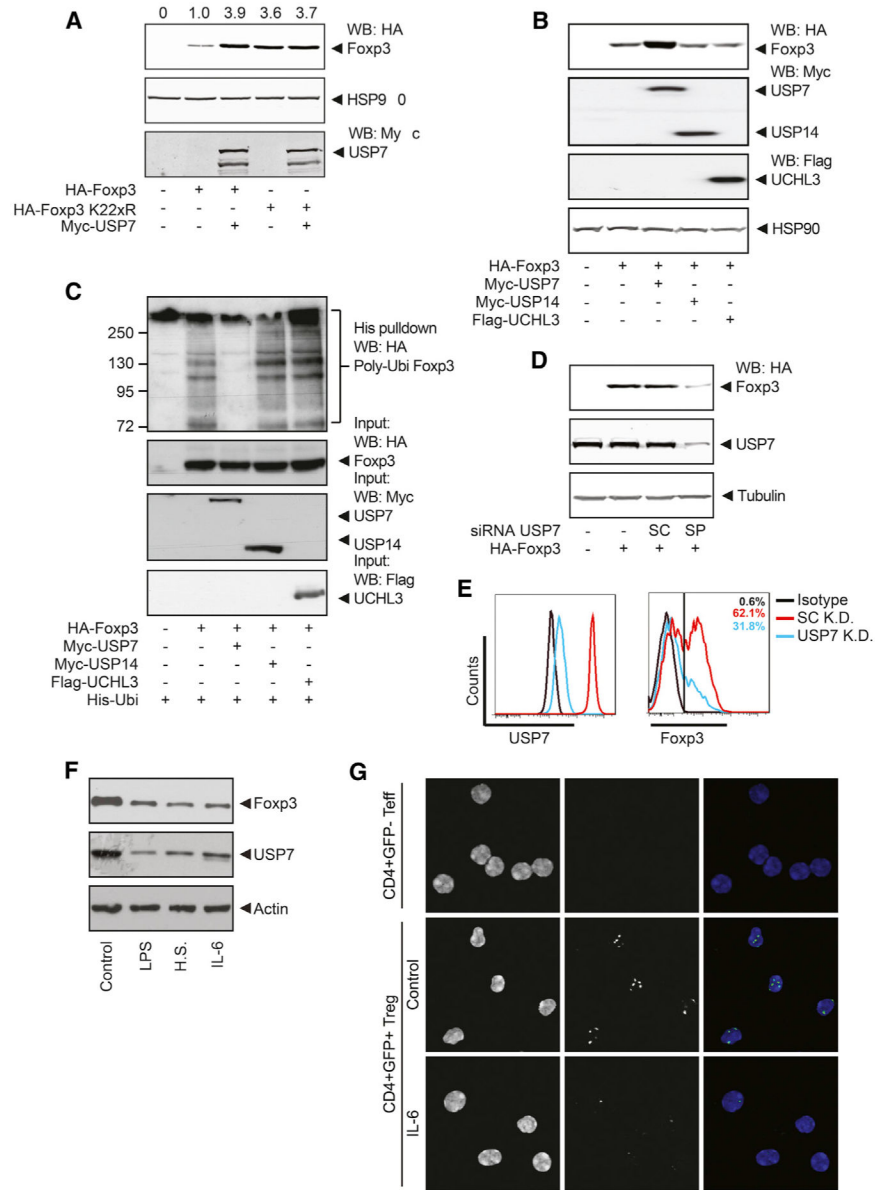 A
0 1.0 3.9 3.6 3.7
WB: HA
Foxp3
HSP9 0
WB: My c
USP7
HA-Foxp3 - + + - -
HA-Foxp3 K22xR - - - + +
Myc-USP7 - - + - +
B
WB: HA
Foxp3
WB: Myc
USP7
USP14
WB: Flag
UCHL3
HSP90
HA-Foxp3 - + + + +
Myc-USP7 - - + - -
Myc-USP14 - - - + -
Flag-UCHL3 - - - - +
C
250
130
95
72
His pulldown
WB: HA
Poly-Ubi Foxp3
Input:
WB: HA
Foxp3
Input:
WB: Myc
USP7
USP14
Input:
WB: Flag
UCHL3
HA-Foxp3 - + + + +
Myc-USP7 - - + - -
Myc-USP14 - - - + -
Flag-UCHL3 - - - - +
His-Ubi + + + + +
D
WB: HA
Foxp3
USP7
Tubulin
siRNA USP7 - - SC SP
HA-Foxp3 - + + +
E
Counts
USP7
0.6%
62.1%
31.8%
Foxp3
Isotype
SC K.D.
USP7 K.D.
F
Foxp3
USP7
Actin
Control
LPS
H.S.
IL-6
G
CD4+GFP- Teff
CD4+GFP+ Treg
Control
IL-6